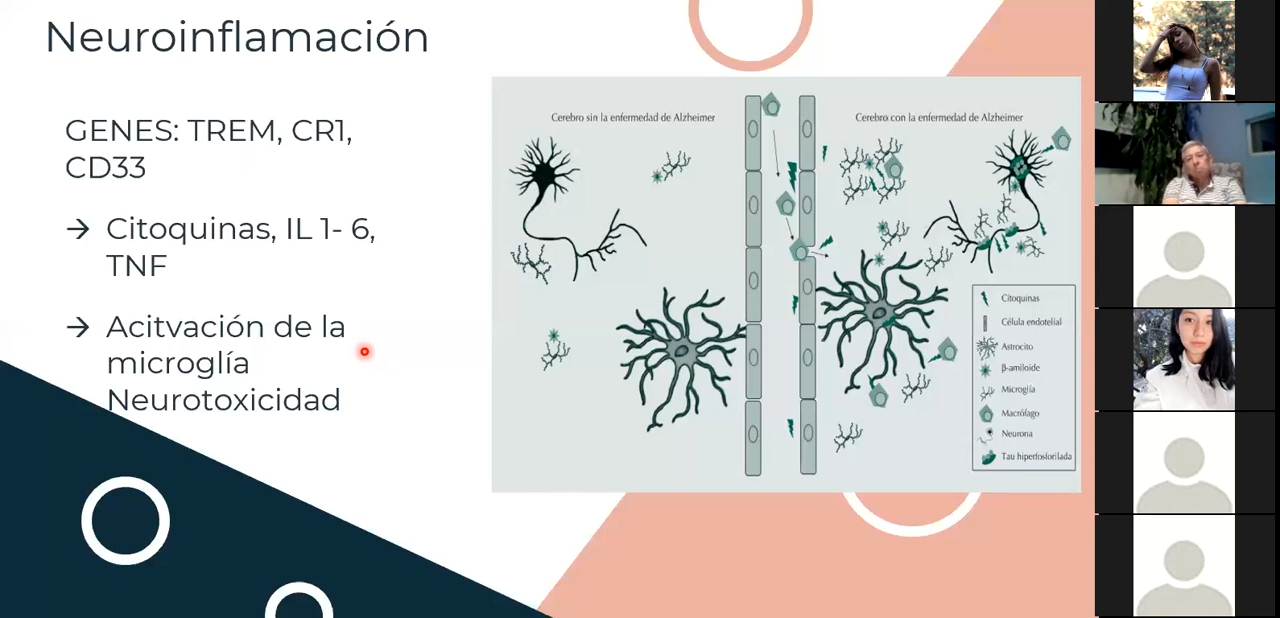 Neuroinflamación
GENES: TREM, CR1,
CD33
→ Citoquinas, IL 1- 6,
TNF
→ Acitvación de la
microglía
Neurotoxicidad
Cerebro sin la enfermedad de Alzheimer
Cerebro con la enfermedad de Alzheimer
Citoquinas
Célula endotelial
Astrocito
β-amiloide
Microglía
Macrófago
Neurona
Tau hiperfosforilada